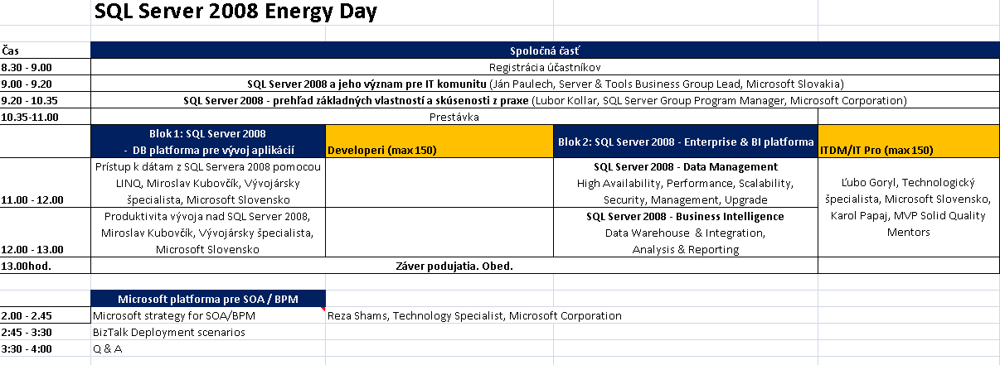 SQL Server 2008 Energy Day
Čas
Spoločná časť
8.30 - 9.00
Registrácia účastníkov
9.00 - 9.20
SQL Server 2008 a jeho význam pre IT komunitu (Ján Paulech, Server & Tools Business Group Lead, Microsoft Slovakia)
9.20 - 10.35
SQL Server 2008 - prehľad základných vlastností a skúsenosti z praxe (Lubor Kollar, SQL Server Group Program Manager, Microsoft Corporation)
10.35-11.00
Prestávka
Blok 1: SQL Server 2008
- DB platforma pre vývoj aplikácií
Developeri (max 150)
Blok 2: SQL Server 2008 - Enterprise & BI platforma
ITDM/IT Pro (max 150)
11.00 - 12.00
Prístup k dátam z SQL Servera 2008 pomocou
LINQ, Miroslav Kubovčík, Vývojársky
špecialista, Microsoft Slovensko
SQL Server 2008 - Data Management
High Availability, Performance, Scalability,
Security, Management, Upgrade
Ľubo Goryl, Technologický
špecialista, Microsoft Slovensko,
Karol Papaj, MVP Solid Quality
Mentors
12.00 - 13.00
Produktivita vývoja nad SQL Server 2008,
Miroslav Kubovčík, Vývojársky špecialista,
Microsoft Slovensko
SQL Server 2008 - Business Intelligence
Data Warehouse & Integration,
Analysis & Reporting
13.00hod.
Záver podujatia. Obed.
Microsoft platforma pre SOA / BPM
2.00 - 2.45
Microsoft strategy for SOA/BPM
Reza Shams, Technology Specialist, Microsoft Corporation
2:45 - 3:30
BizTalk Deployment scenarios
3:30 - 4:00
Q & A